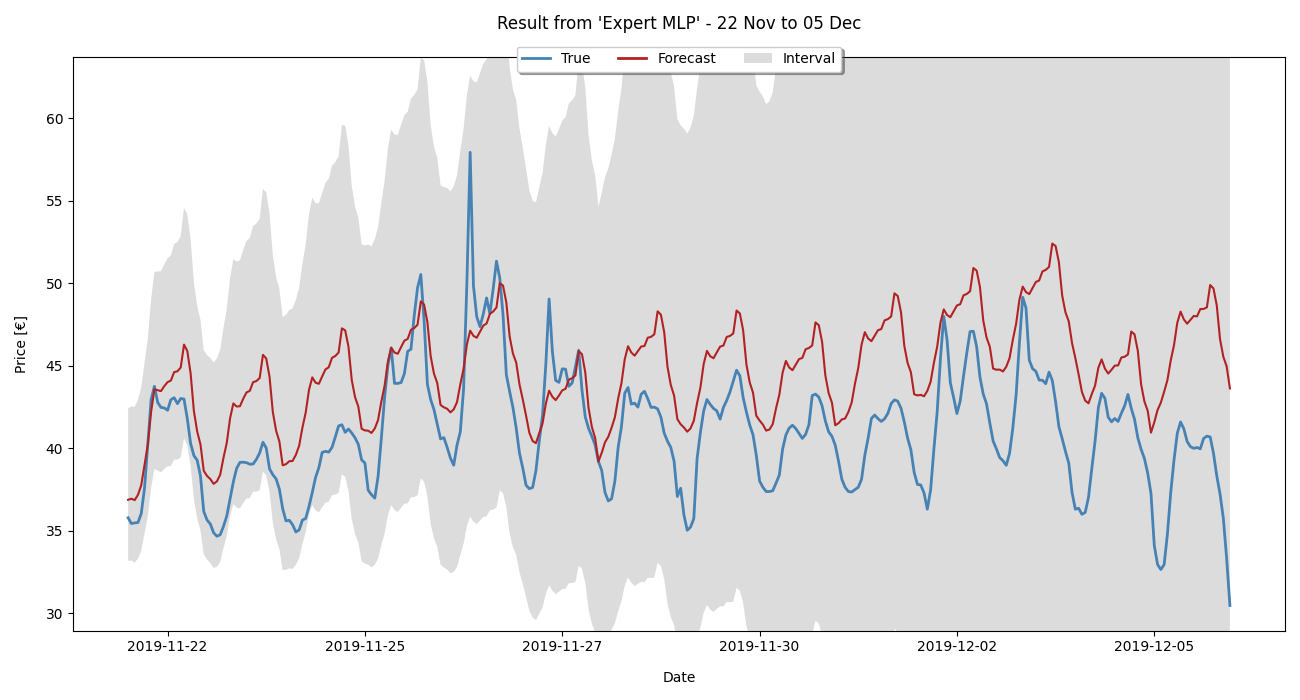 Result from 'Expert MLP' - 22 Nov to 05 Dec
True Forecast Interval
Price [€]
60
55
50
45
40
35
30
2019-11-22 2019-11-25 2019-11-27 2019-11-30 2019-12-02 2019-12-05
Date